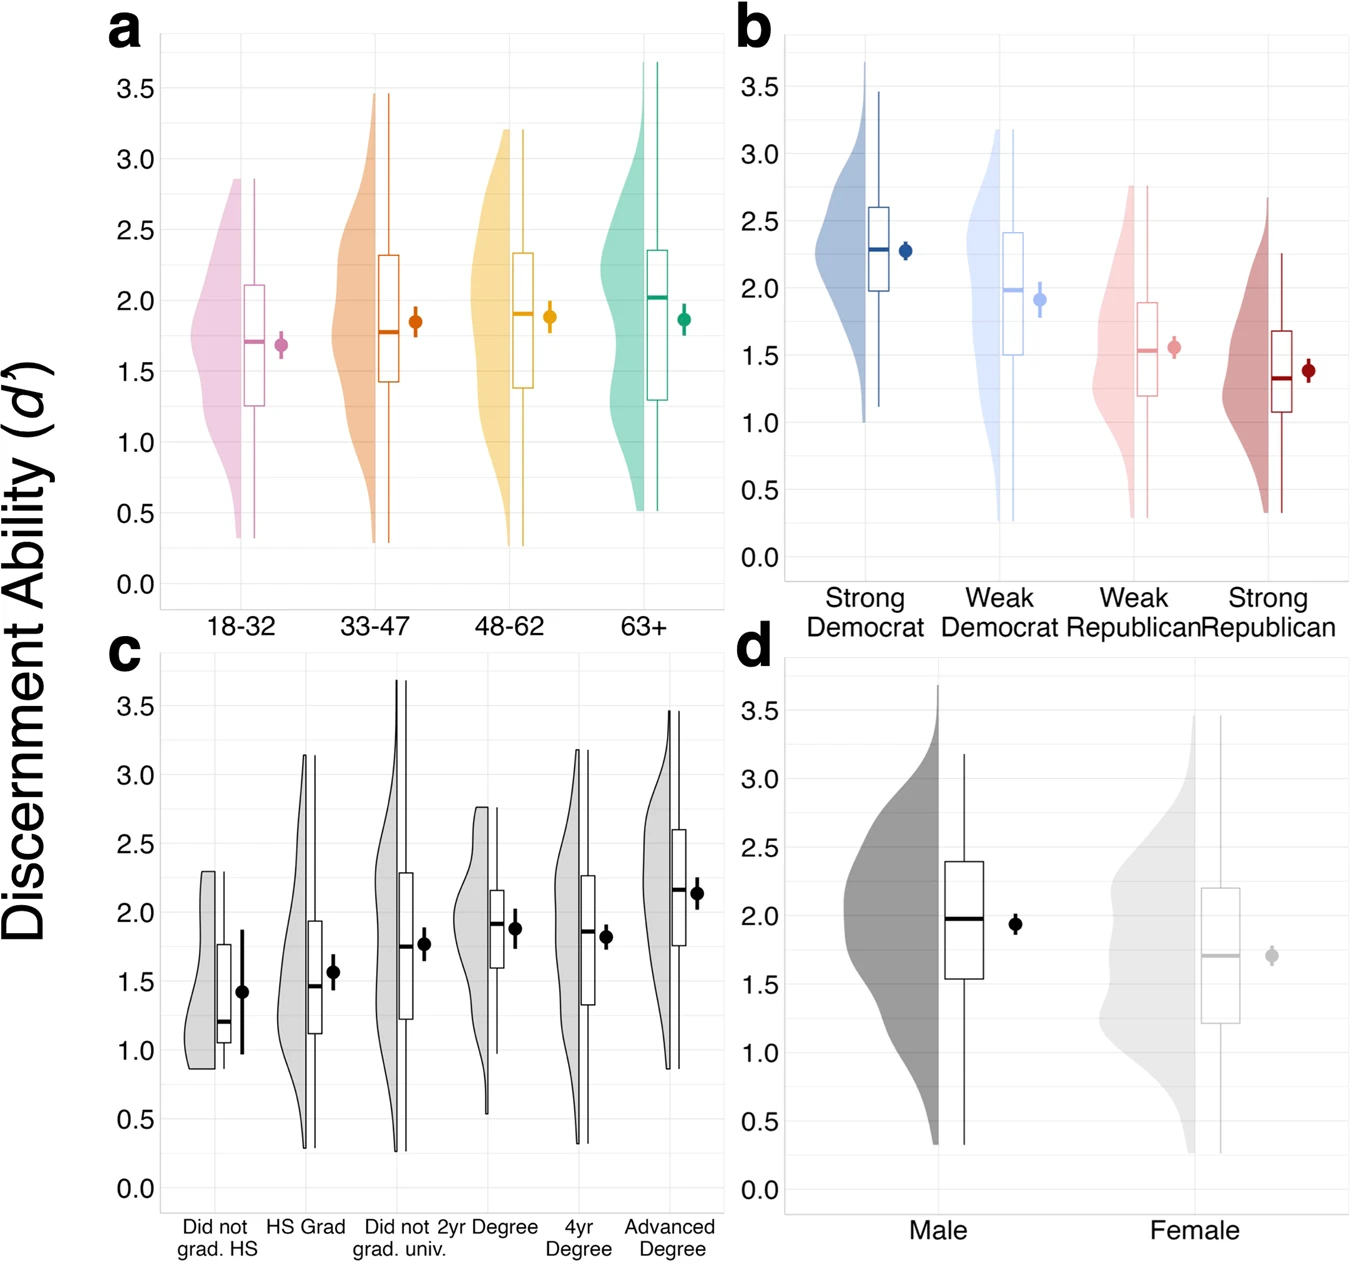 Discernment Ability (d′)
a
3.5
3.0
2.5
2.0
1.5
1.0
0.5
0.0
18-32 33-47 48-62 63+
b
3.5
3.0
2.5
2.0
1.5
1.0
0.5
0.0
Strong Weak Weak Strong
Democrat Democrat Republican Republican
c
3.5
3.0
2.5
2.0
1.5
1.0
0.5
0.0
Did not HS Grad Did not 2yr Degree 4yr Advanced
grad. HS grad. univ. Degree Degree
d
3.5
3.0
2.5
2.0
1.5
1.0
0.5
0.0
Male Female